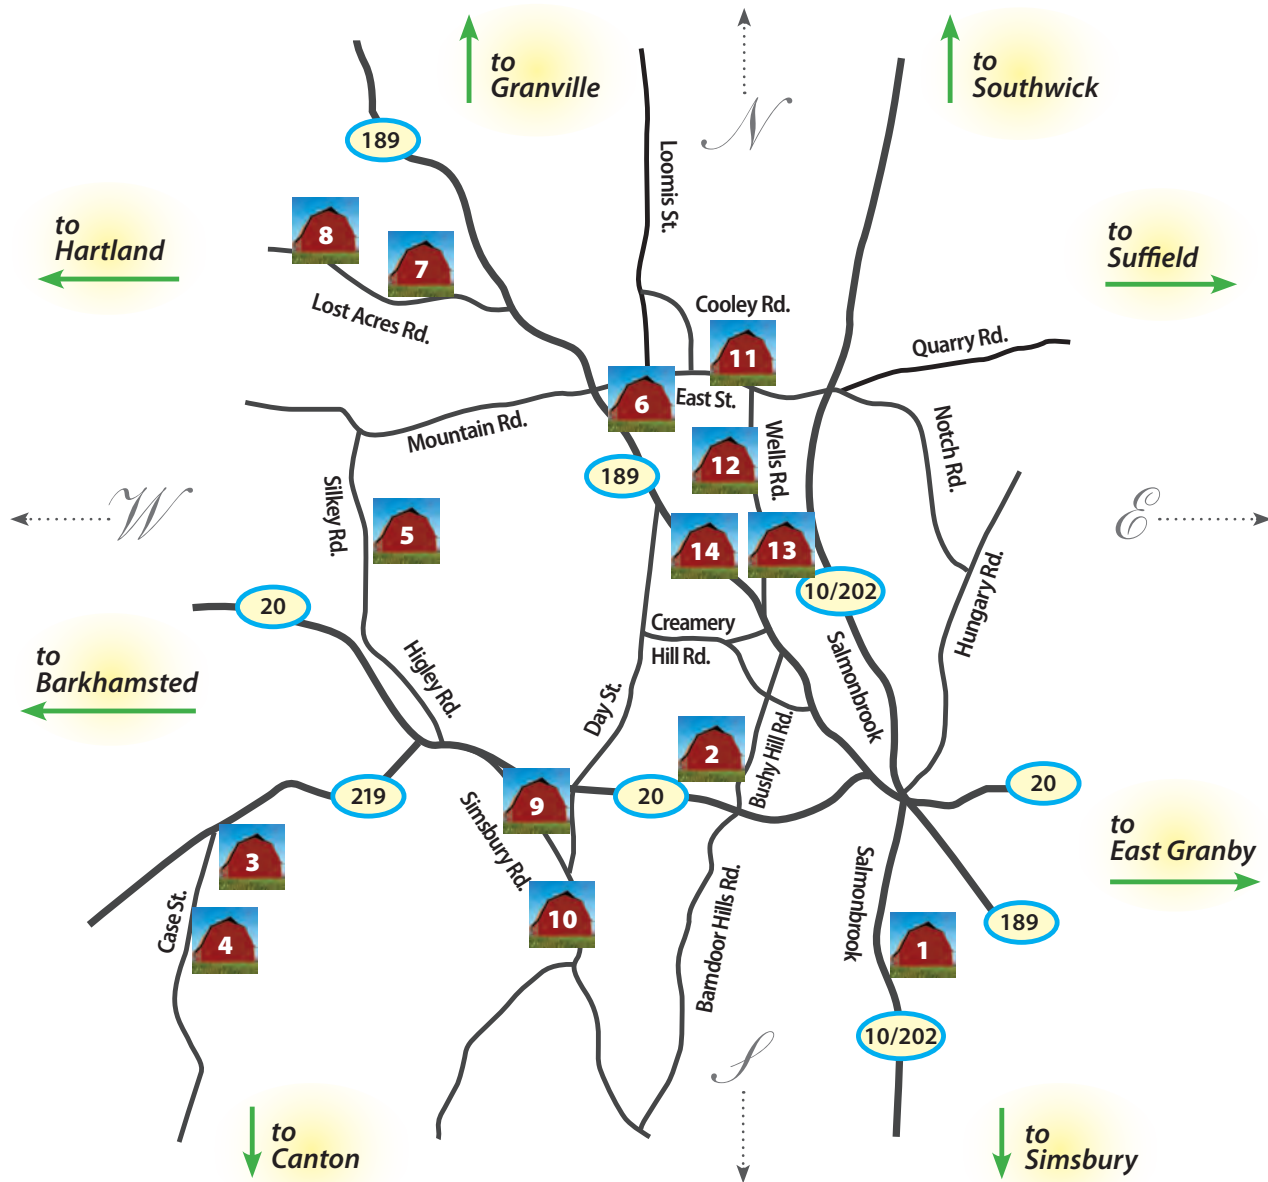 to
Granville
N
to
Southwick
189
Loomis St.
to
Hartland
8
7
to
Suffield
Lost Acres Rd.
Cooley Rd.
11
Quarry Rd.
6
East St.
Mountain Rd.
Notch Rd.
Wells Rd.
12
189
W
Silkey Rd.
5
14
13
E
20
10/202
Hungary Rd.
Creamery
Hill Rd.
to
Barkhamsted
Higley Rd.
Salmonbrook
Day St.
2
Bushy Hill Rd.
219
9
20
20
Simsbury Rd.
to
East Granby
3
Case St.
4
10
Barndoor Hills Rd.
Salmonbrook
1
189
10/202
S
to
Canton
to
Simsbury